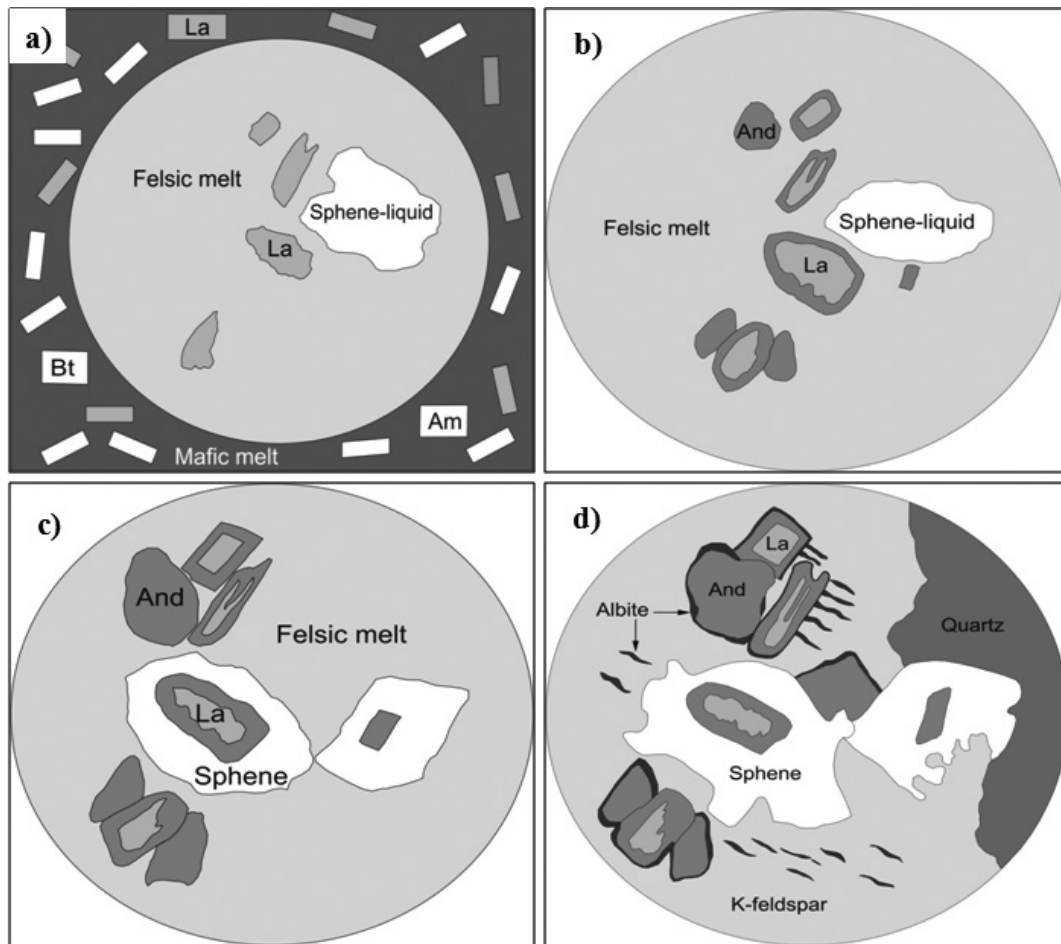 a)
La
Felsic melt
Sphene-liquid
La
Bt
Am
Mafic melt
b)
And
Felsic melt
Sphene-liquid
La
c)
And
Felsic melt
La
Sphene
d)
La
And
Albite
Quartz
Sphene
K-feldspar